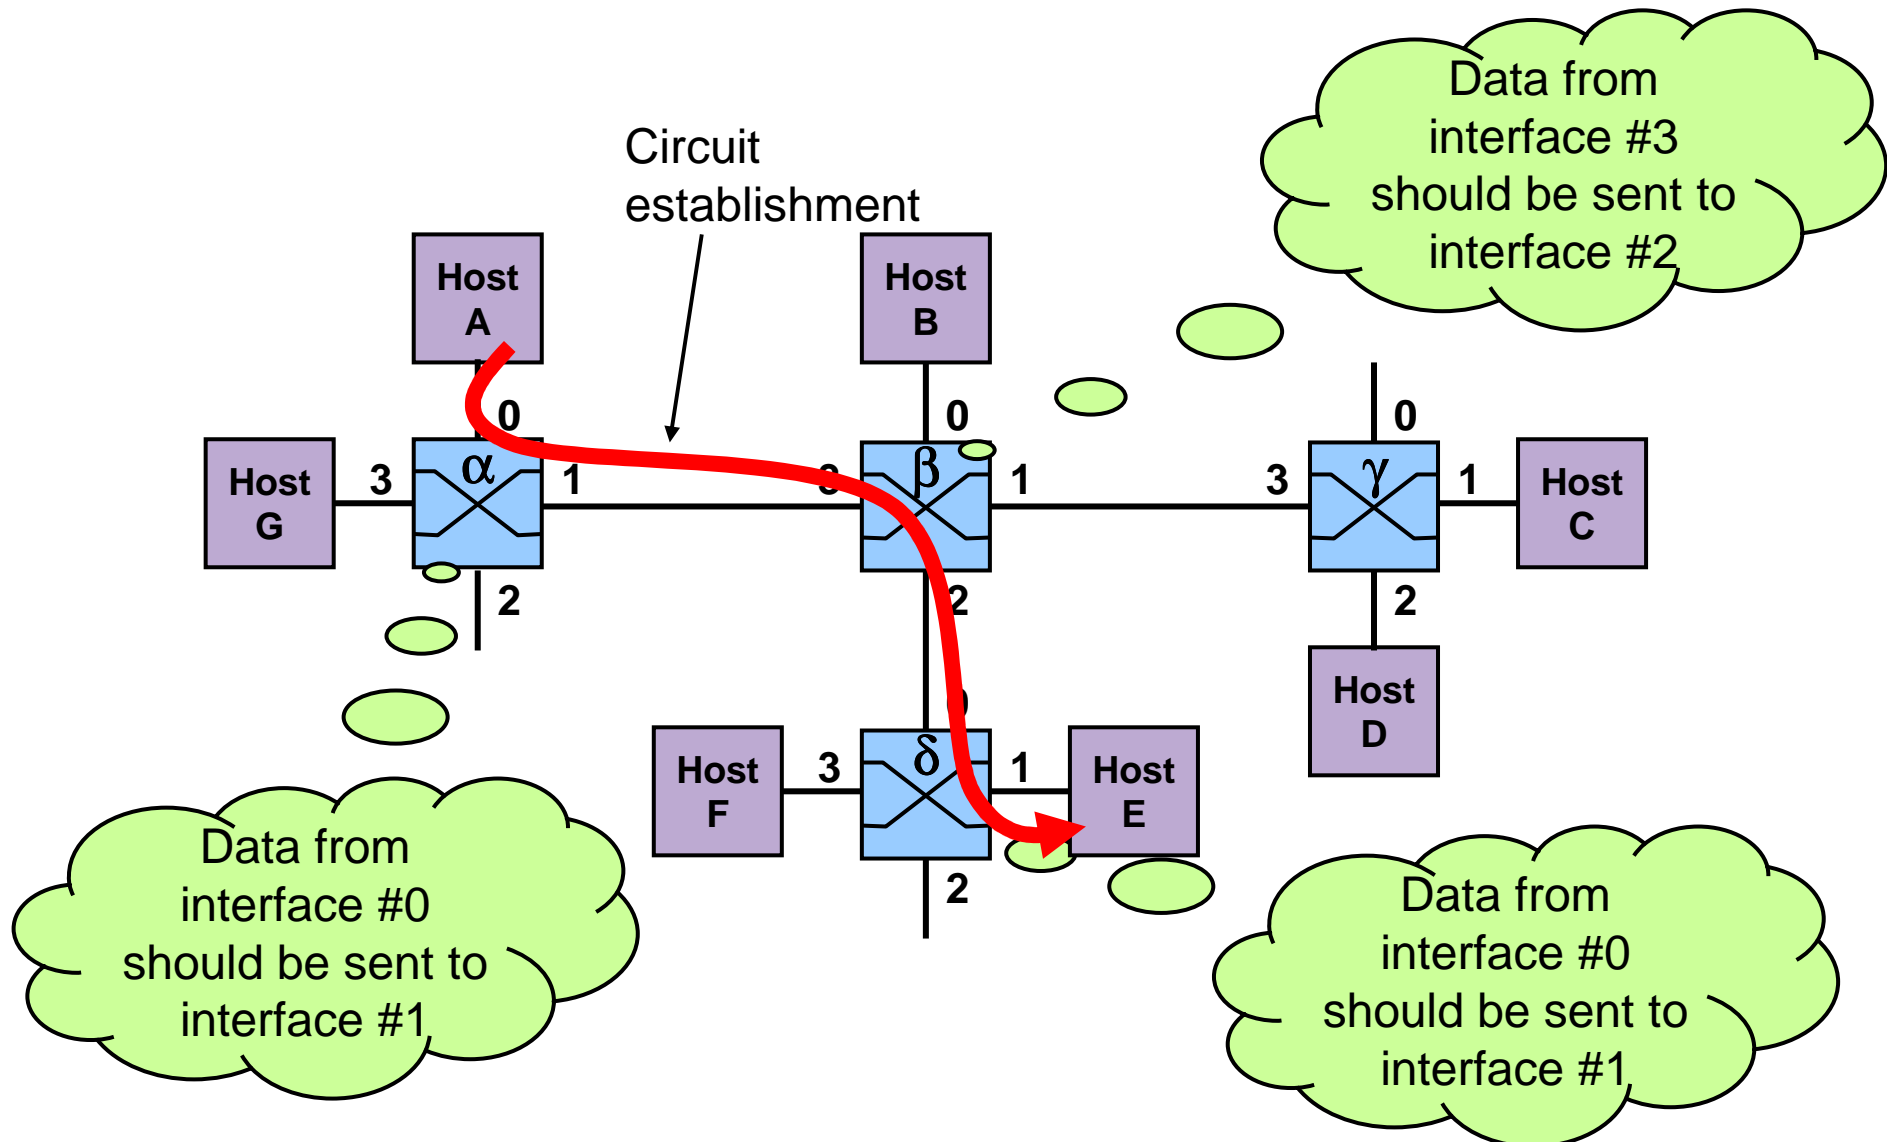 Data from
interface #3
should be sent to
interface #2
Circuit
establishment
Host
A
Host
B
0
0
0
Host
G
3
α
1
3
β
1
3
γ
1
Host
C
2
2
2
Host
D
0
Host
F
3
δ
1
Host
E
2
Data from
interface #0
should be sent to
interface #1
Data from
interface #0
should be sent to
interface #1